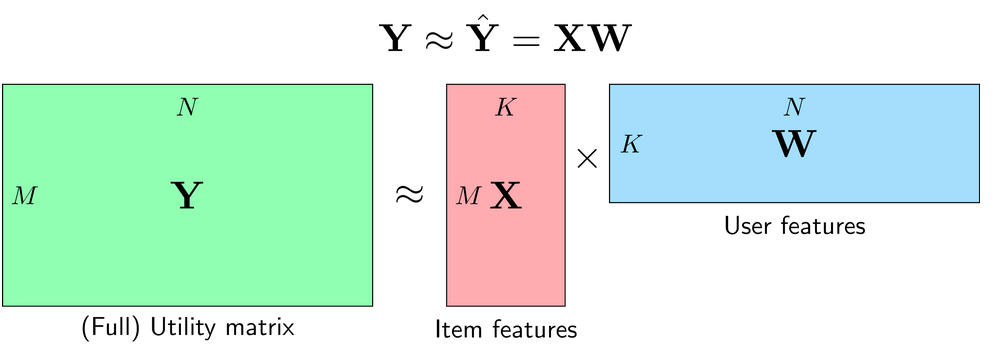 Y ≈ Ŷ = XW
N
M
Y
(Full) Utility matrix
≈
K
M
X
Item features
×
N
K
W
User features